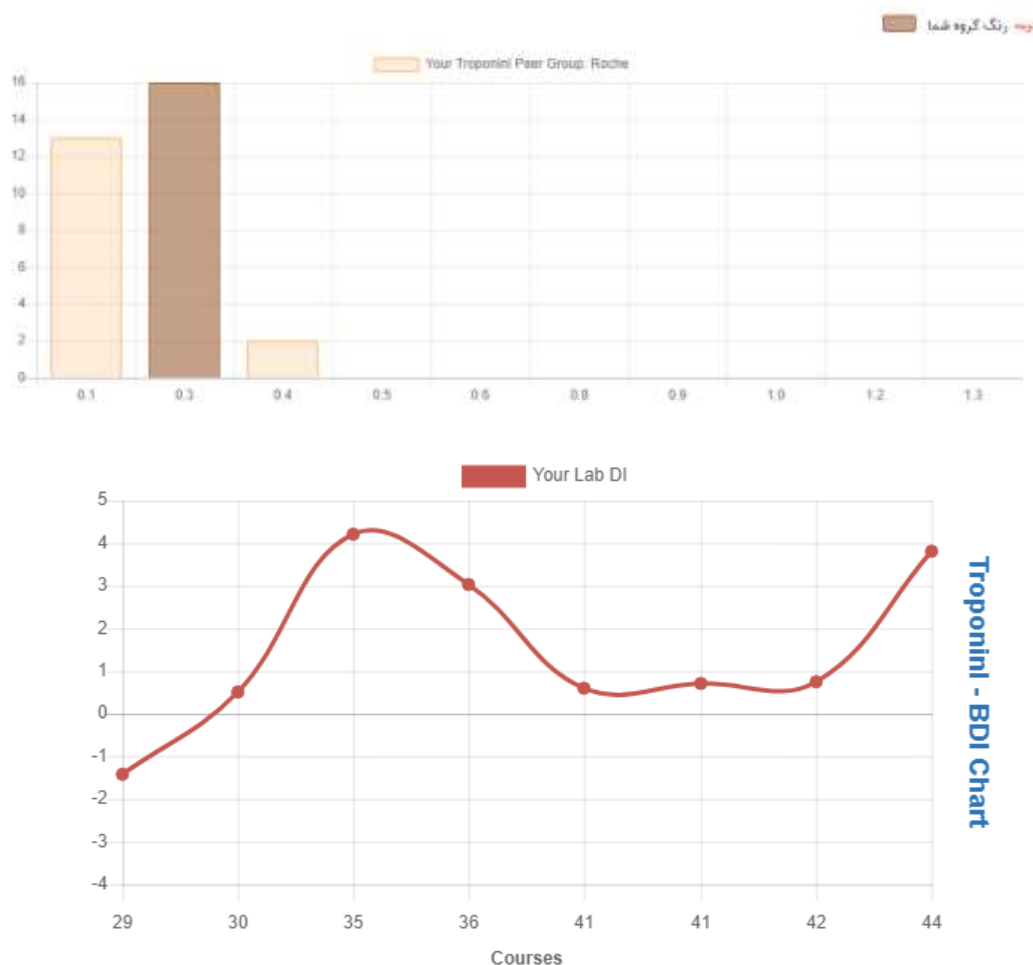 رنگ گروه شما
Your TroponinI Peer Group: Roche
16
14
12
10
8
6
4
2
0
0.1 0.3 0.4 0.5 0.6 0.8 0.9 1.0 1.2 1.3
Your Lab DI
5
4
3
2
1
0
-1
-2
-3
-4
29 30 35 36 41 41 42 44
Courses
TroponinI - BDI Chart